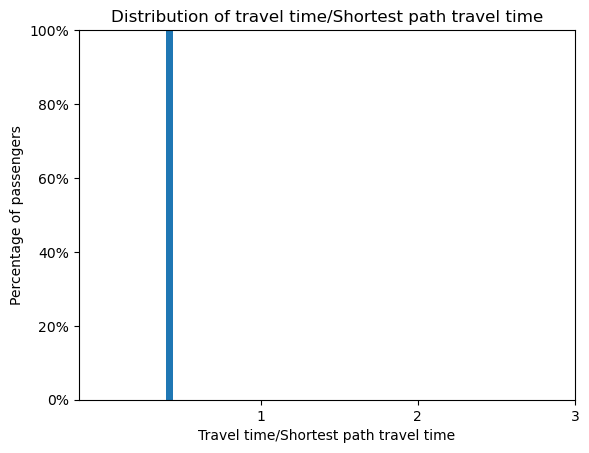 Distribution of travel time/Shortest path travel time
100%
80%
60%
40%
20%
0%
Percentage of passengers
1 2 3
Travel time/Shortest path travel time